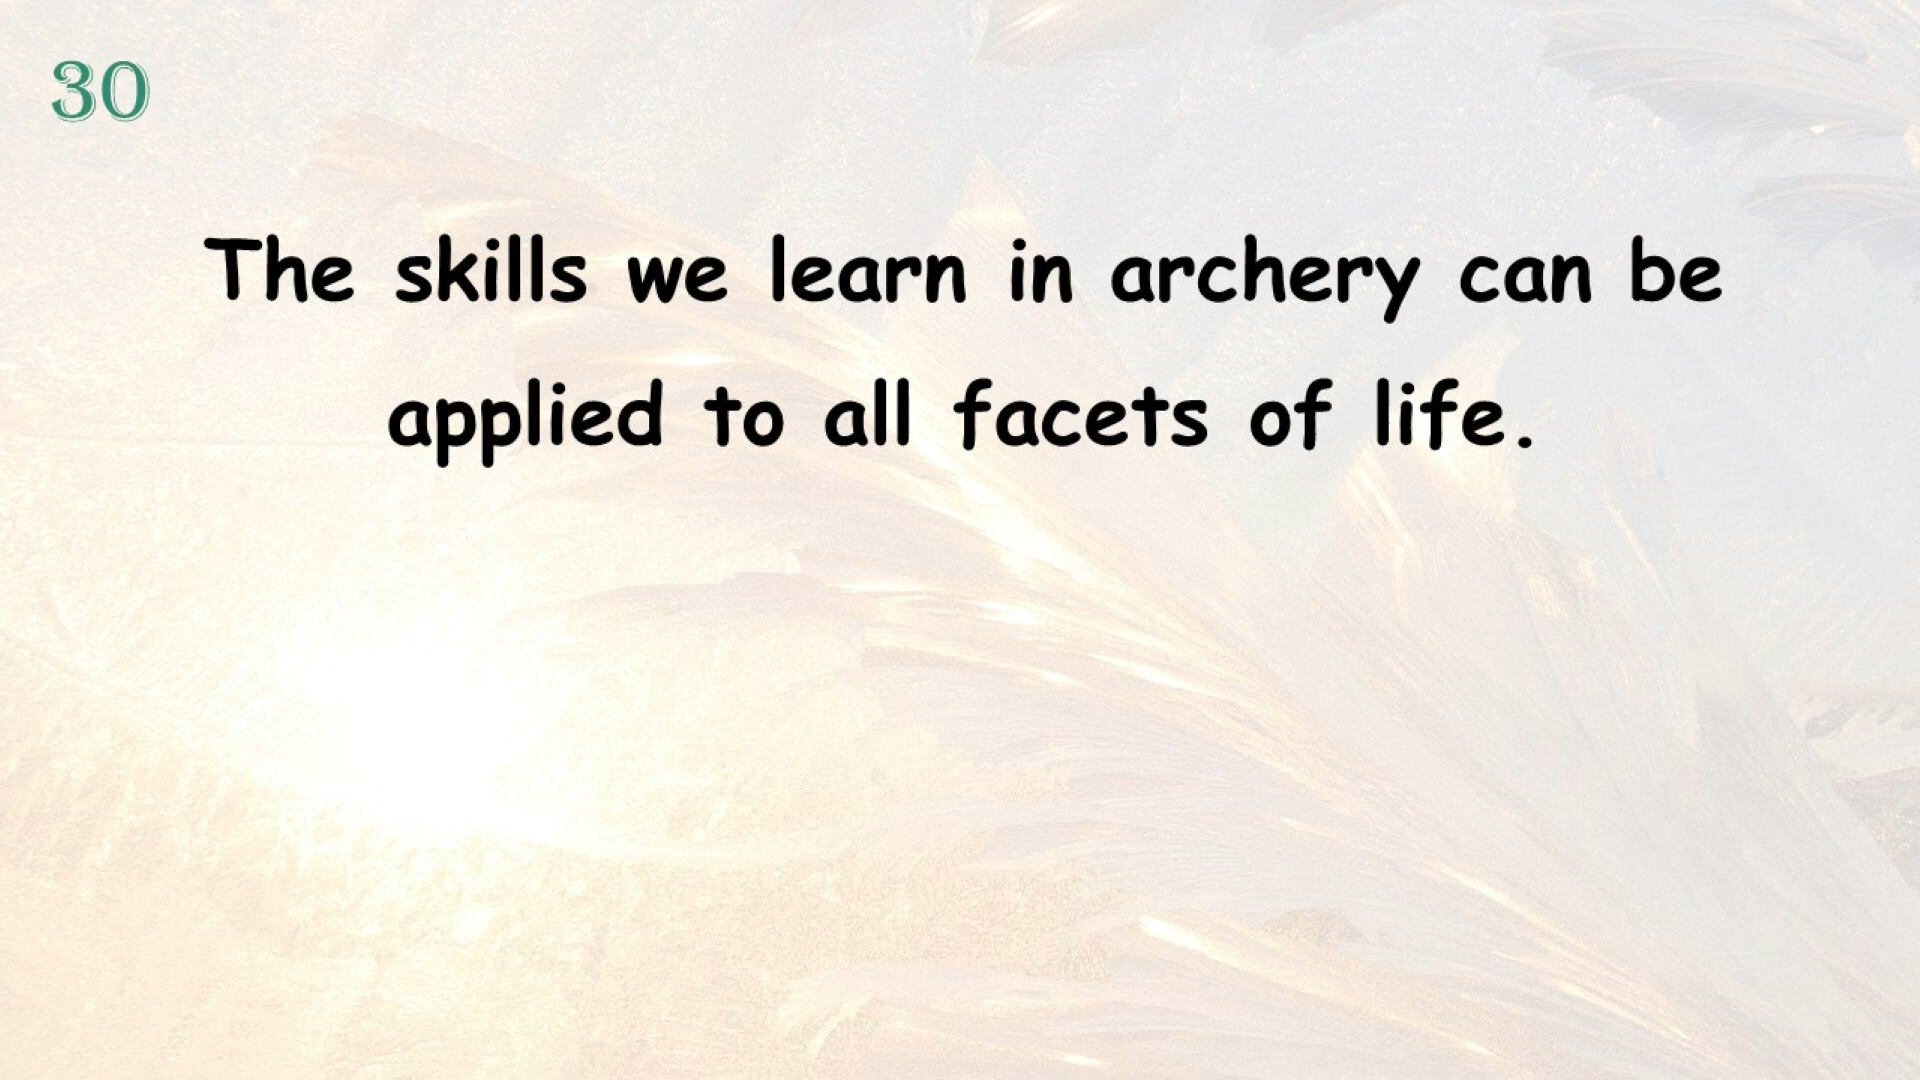 30
The skills we learn in archery can be
applied to all facets of life.